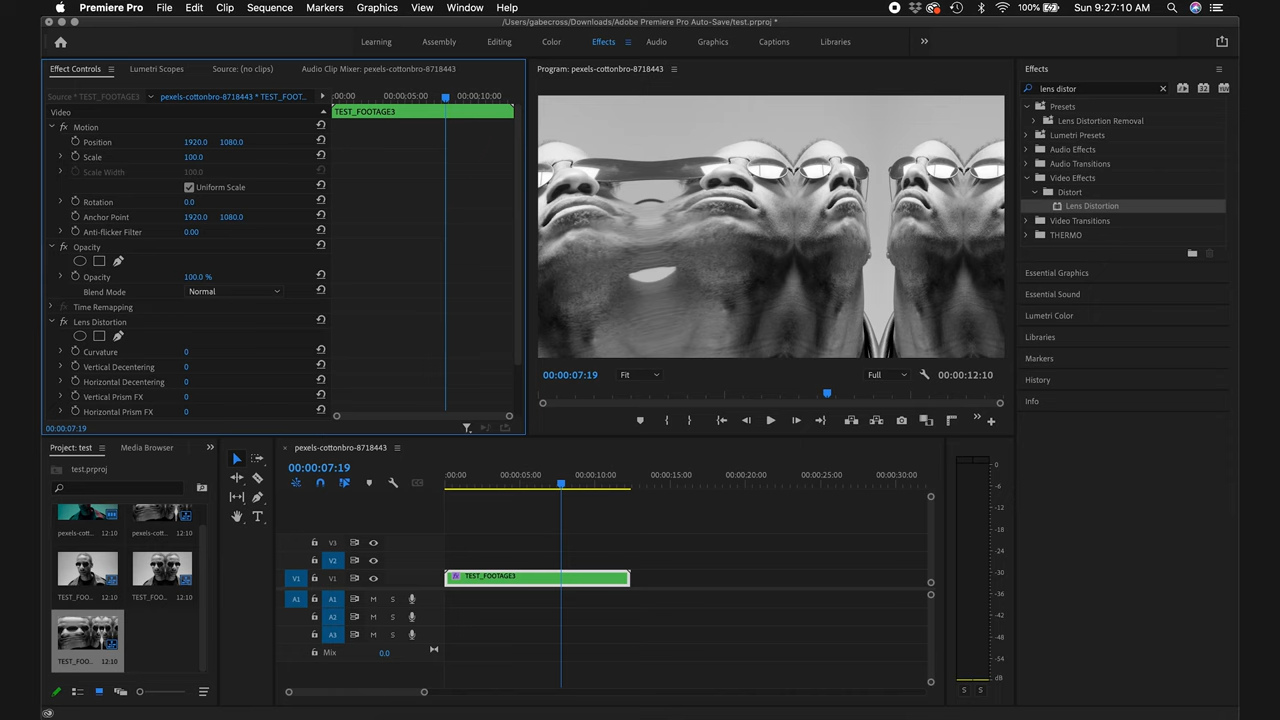 Premiere Pro File Edit Clip Sequence Markers Graphics View Window Help 100% Sun 9:27:10 AM
/Users/gabecross/Downloads/Adobe Premiere Pro Auto-Save/test.prproj *
Learning Assembly Editing Color Effects Audio Graphics Captions Libraries
Effect Controls Lumetri Scopes Source: (no clips) Audio Clip Mixer: pexels-cottonbro-8718443
Source * TEST_FOOTAGE3 pexels-cottonbro-8718443 * TEST_FOOT... :00:00 00:00:05:00 00:00:10:00
Video TEST_FOOTAGE3
fx Motion
Position 1920.0 1080.0
Scale 100.0
Scale Width 100.0
Uniform Scale
Rotation 0.0
Anchor Point 1920.0 1080.0
Anti-flicker Filter 0.00
fx Opacity
Opacity 100.0 %
Blend Mode Normal
fx Time Remapping
fx Lens Distortion
Curvature 0
Vertical Decentering 0
Horizontal Decentering 0
Vertical Prism FX 0
Horizontal Prism FX 0
00:00:07:19
Program: pexels-cottonbro-8718443
00:00:07:19 Fit Full 00:00:12:10
Effects
lens distor
Presets
Lens Distortion Removal
Lumetri Presets
Audio Effects
Audio Transitions
Video Effects
Distort
Lens Distortion
Video Transitions
THERMO
Essential Graphics
Essential Sound
Lumetri Color
Libraries
Markers
History
Info
Project: test Media Browser
test.prproj
pexels-cott... 12:10 pexels-cott... 12:10
TEST_FOO... 12:10 TEST_FOO... 12:10
TEST_FOO... 12:10
pexels-cottonbro-8718443
00:00:07:19
:00:00 00:00:05:00 00:00:10:00 00:00:15:00 00:00:20:00 00:00:25:00 00:00:30:00
V3
V2
V1 V1 fx TEST_FOOTAGE3
A1 A1 M S
A2 M S
A3 M S
Mix 0.0
0
-6
-12
-18
-24
-30
-36
-42
-48
-54
dB
S S